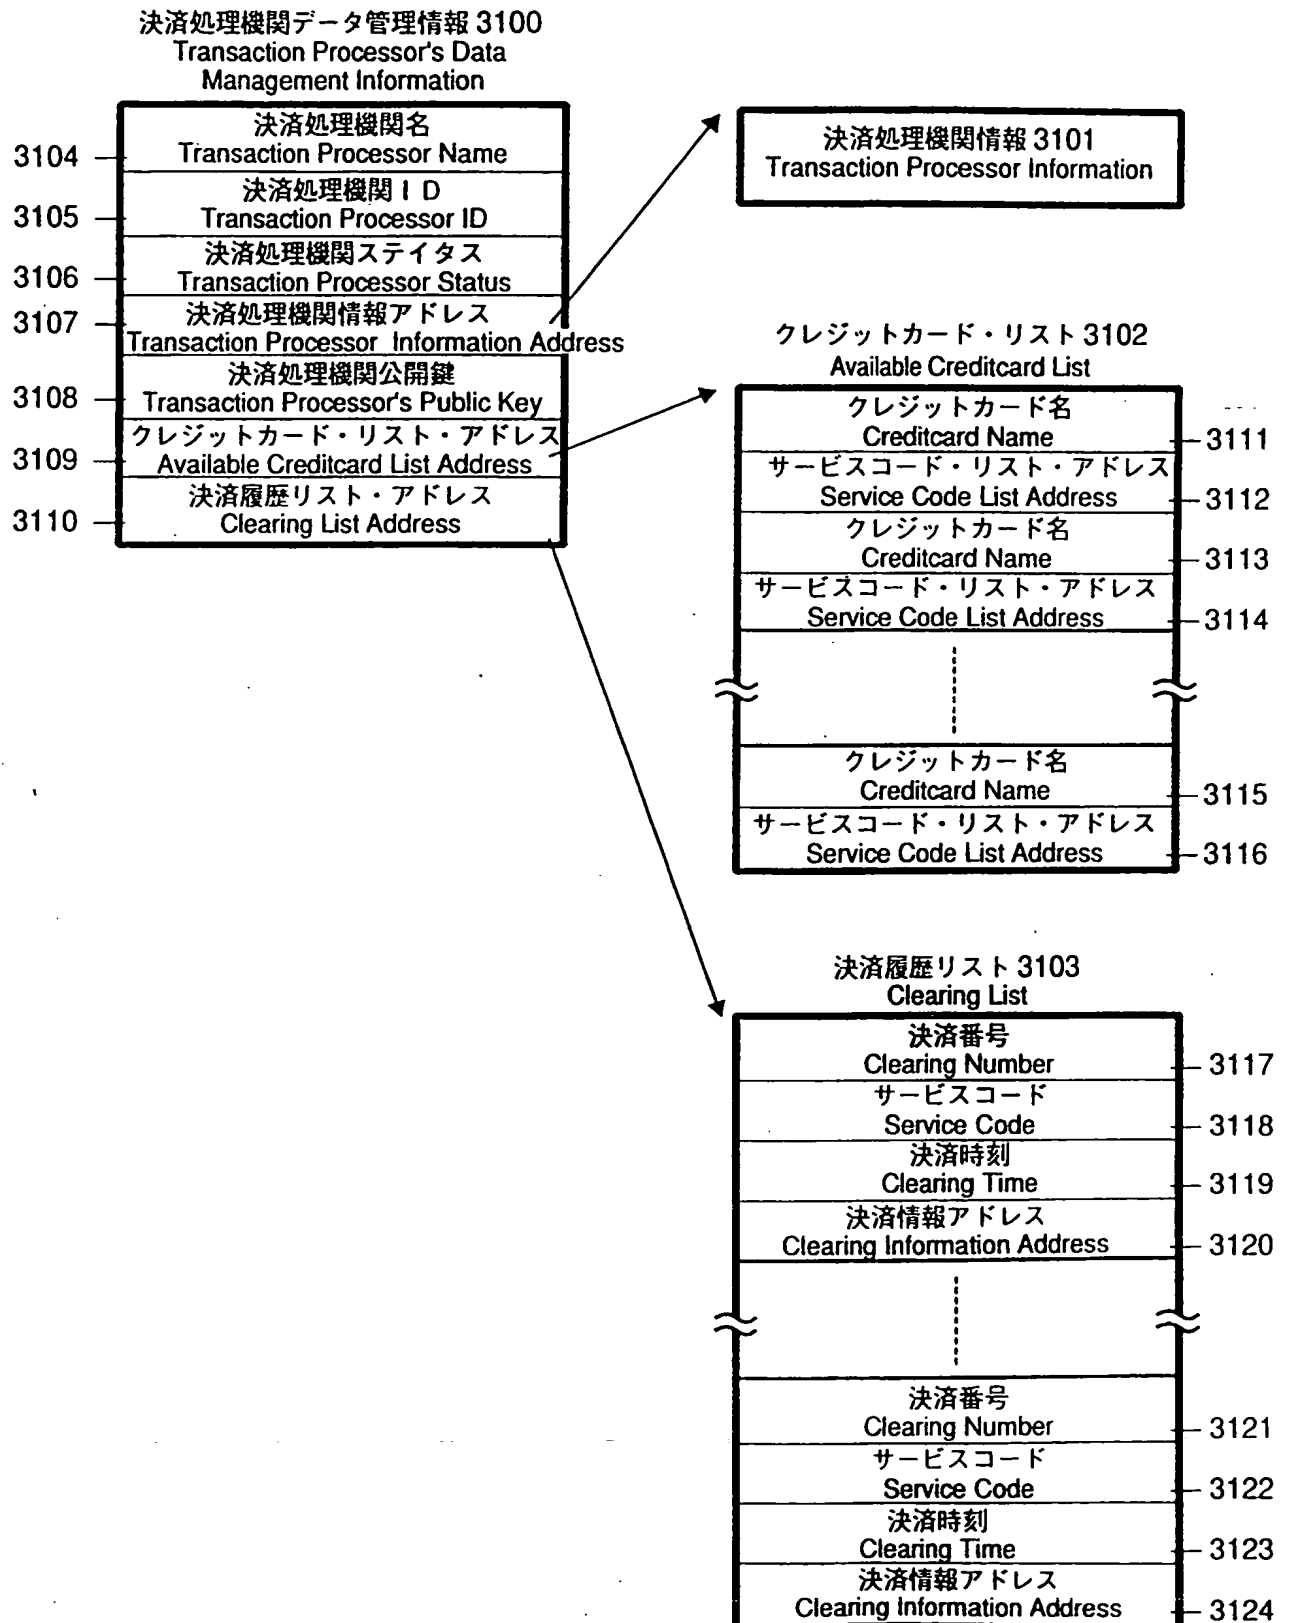 決済処理機関データ管理情報 3100
Transaction Processor's Data
Management Information
決済処理機関名
3104
Transaction Processor Name
決済処理機関ID
3105
Transaction Processor ID
決済処理機関ステイタス
3106
Transaction Processor Status
決済処理機関情報アドレス
3107
Transaction Processor Information Address
決済処理機関公開鍵
3108
Transaction Processor's Public Key
クレジットカード・リスト・アドレス
3109
Available Creditcard List Address
決済履歴リスト・アドレス
3110
Clearing List Address
決済処理機関情報 3101
Transaction Processor Information
クレジットカード・リスト 3102
Available Creditcard List
クレジットカード名
Creditcard Name
3111
サービスコード・リスト・アドレス
Service Code List Address
3112
クレジットカード名
Creditcard Name
3113
サービスコード・リスト・アドレス
Service Code List Address
3114
クレジットカード名
Creditcard Name
3115
サービスコード・リスト・アドレス
Service Code List Address
3116
決済履歴リスト 3103
Clearing List
決済番号
Clearing Number
3117
サービスコード
Service Code
3118
決済時刻
Clearing Time
3119
決済情報アドレス
Clearing Information Address
3120
決済番号
Clearing Number
3121
サービスコード
Service Code
3122
決済時刻
Clearing Time
3123
決済情報アドレス
Clearing Information Address
3124